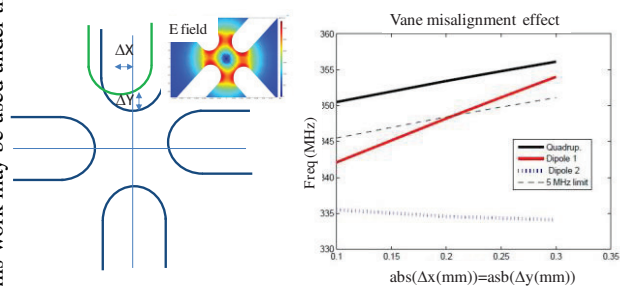 his work may be used under t
ΔX
ΔY
E field
Vane misalignment effect
Freq (MHz)
360
355
350
345
340
335
330
0.1
0.15
0.2
0.25
0.3
0.35
Quadrup.
Dipole 1
Dipole 2
5 MHz limit
abs(Δx(mm))=asb(Δy(mm))